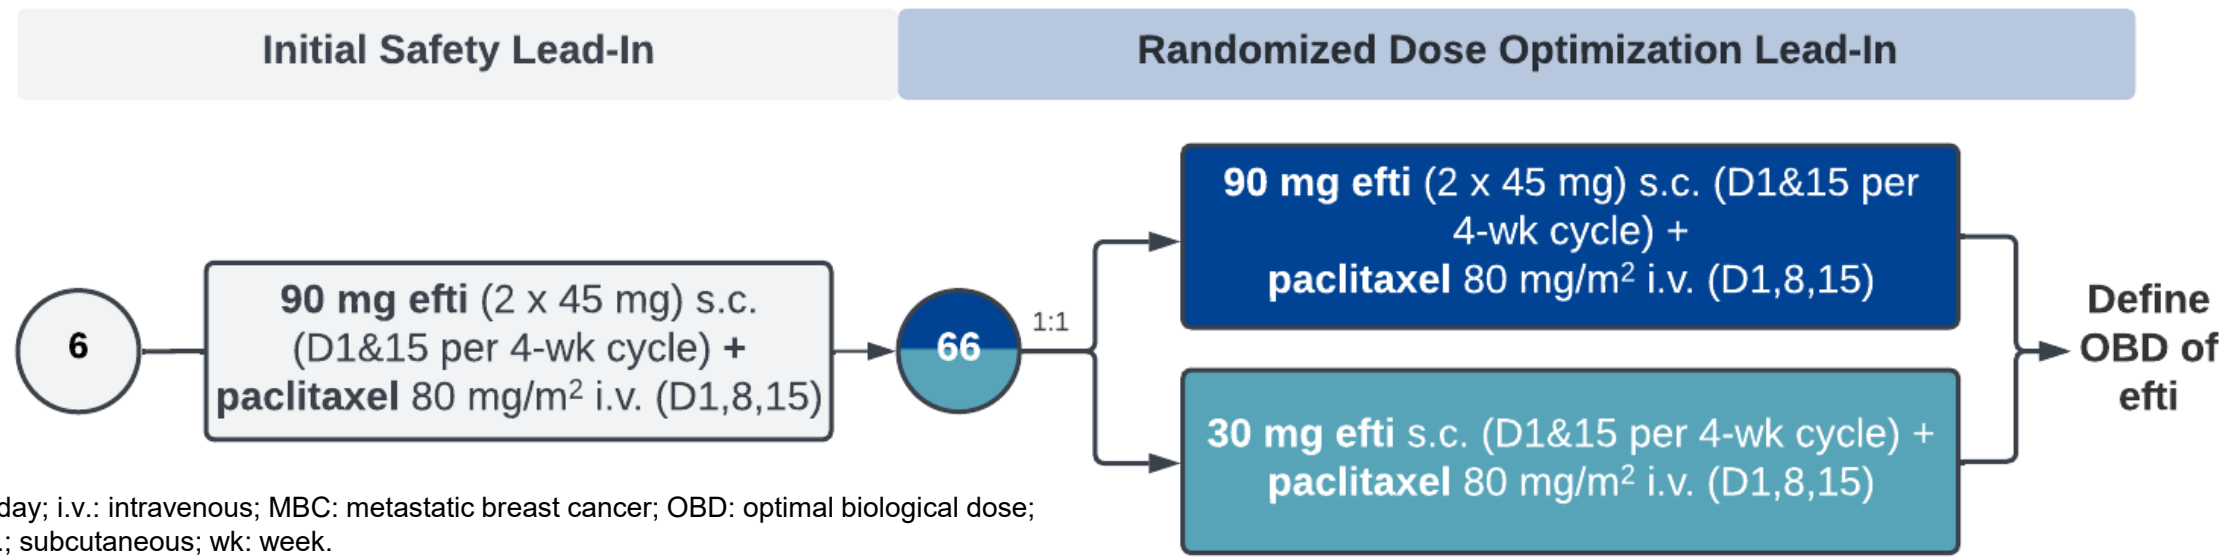 Initial Safety Lead-In
Randomized Dose Optimization Lead-In
6
90 mg efti (2 x 45 mg) s.c.
(D1&15 per 4-wk cycle) +
paclitaxel 80 mg/m² i.v. (D1,8,15)
66
1:1
90 mg efti (2 x 45 mg) s.c. (D1&15 per
4-wk cycle) +
paclitaxel 80 mg/m² i.v. (D1,8,15)
30 mg efti s.c. (D1&15 per 4-wk cycle) +
paclitaxel 80 mg/m² i.v. (D1,8,15)
Define
OBD of
efti
day; i.v.: intravenous; MBC: metastatic breast cancer; OBD: optimal biological dose;
.; subcutaneous; wk: week.